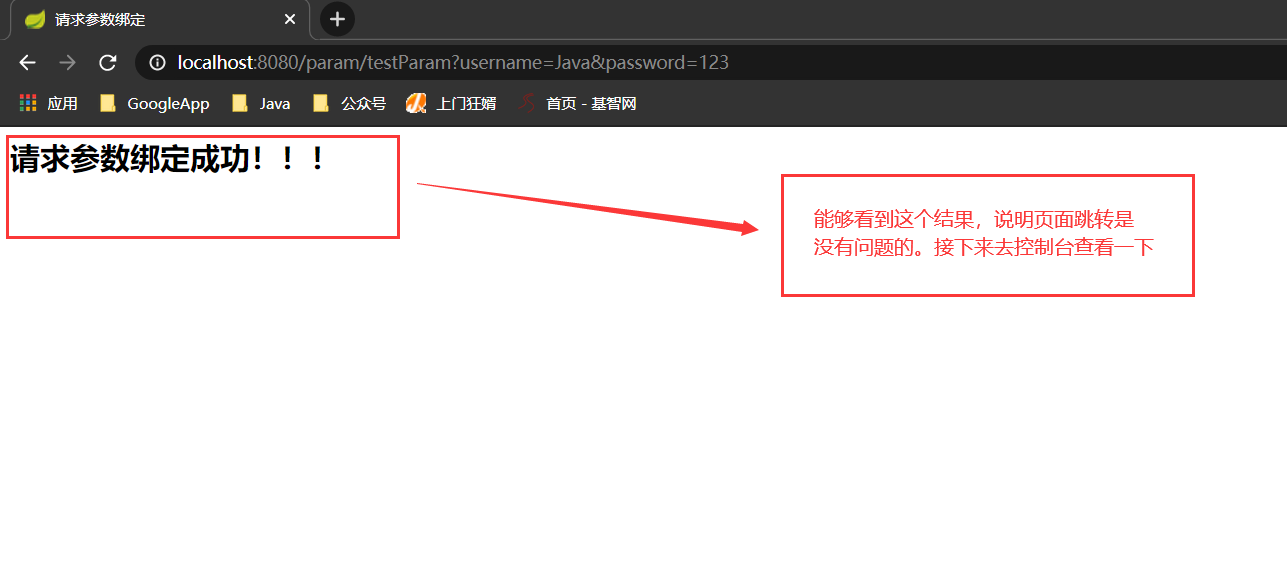 请求参数绑定
localhost:8080/param/testParam?username=Java&password=123
应用 GoogleApp Java 公众号 上门狂婿 首页 - 基智网
请求参数绑定成功！！！
能够看到这个结果，说明页面跳转是
没有问题的。接下来去控制台查看一下